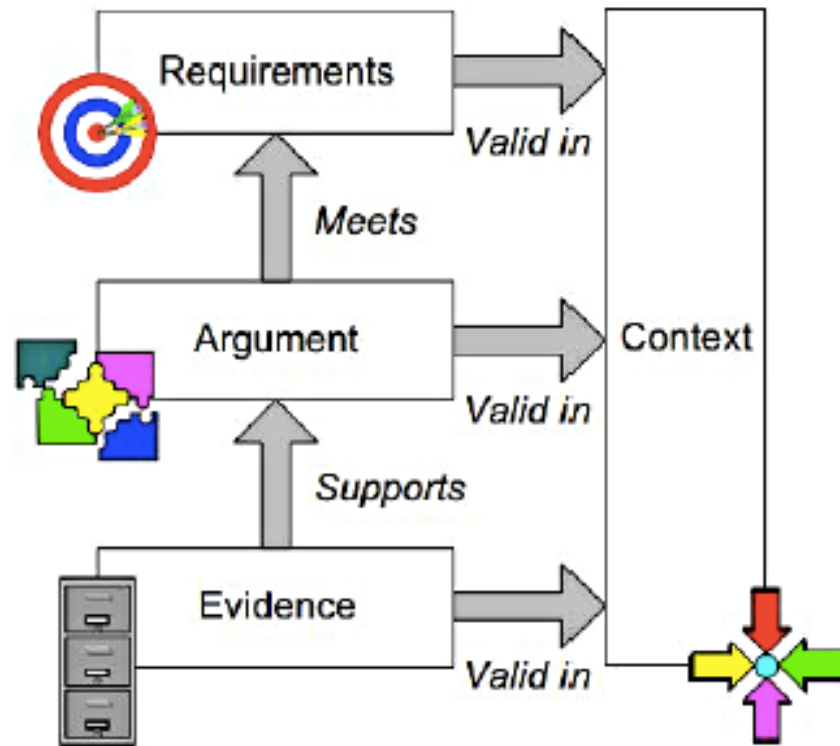 Requirements
Valid in
Meets
Argument
Context
Valid in
Supports
Evidence
Valid in